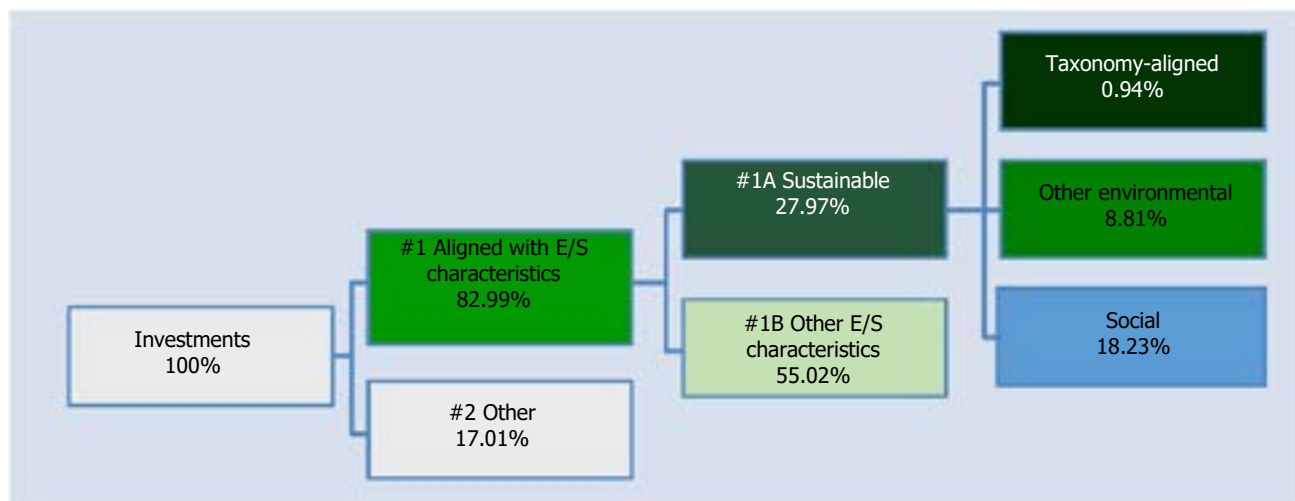 Investments
100%
#1 Aligned with E/S
characteristics
82.99%
#2 Other
17.01%
#1A Sustainable
27.97%
#1B Other E/S
characteristics
55.02%
Taxonomy-aligned
0.94%
Other environmental
8.81%
Social
18.23%